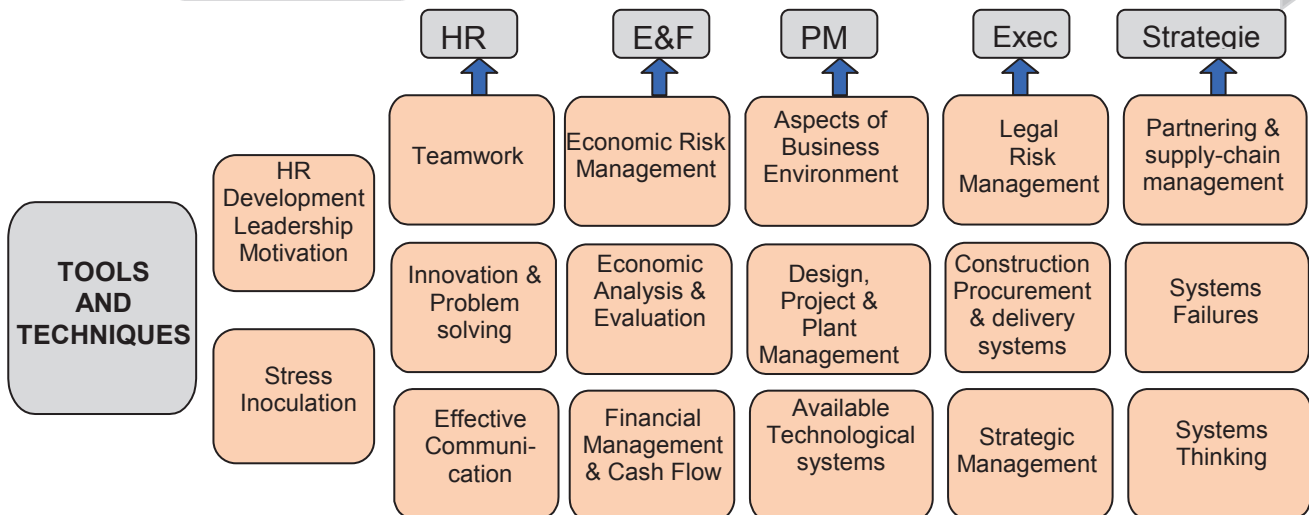 HR
E&F
PM
Exec
Strategie
TOOLS
AND
TECHNIQUES
HR
Development
Leadership
Motivation
Stress
Inoculation
Teamwork
Economic Risk
Management
Aspects of
Business
Environment
Legal
Risk
Management
Partnering &
supply-chain
management
Innovation &
Problem
solving
Economic
Analysis &
Evaluation
Design,
Project &
Plant
Management
Construction
Procurement
& delivery
systems
Systems
Failures
Effective
Communi-
cation
Financial
Management
& Cash Flow
Available
Technological
systems
Strategic
Management
Systems
Thinking